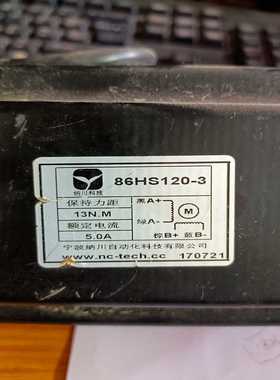 纳川科技
86HS120-3
保持力距
13N.M
额定电流
5.0A
黑A+
绿A-
M
棕B+ 蓝B-
宁波纳川自动化科技有限公司
www.nc-tech.cc 170721